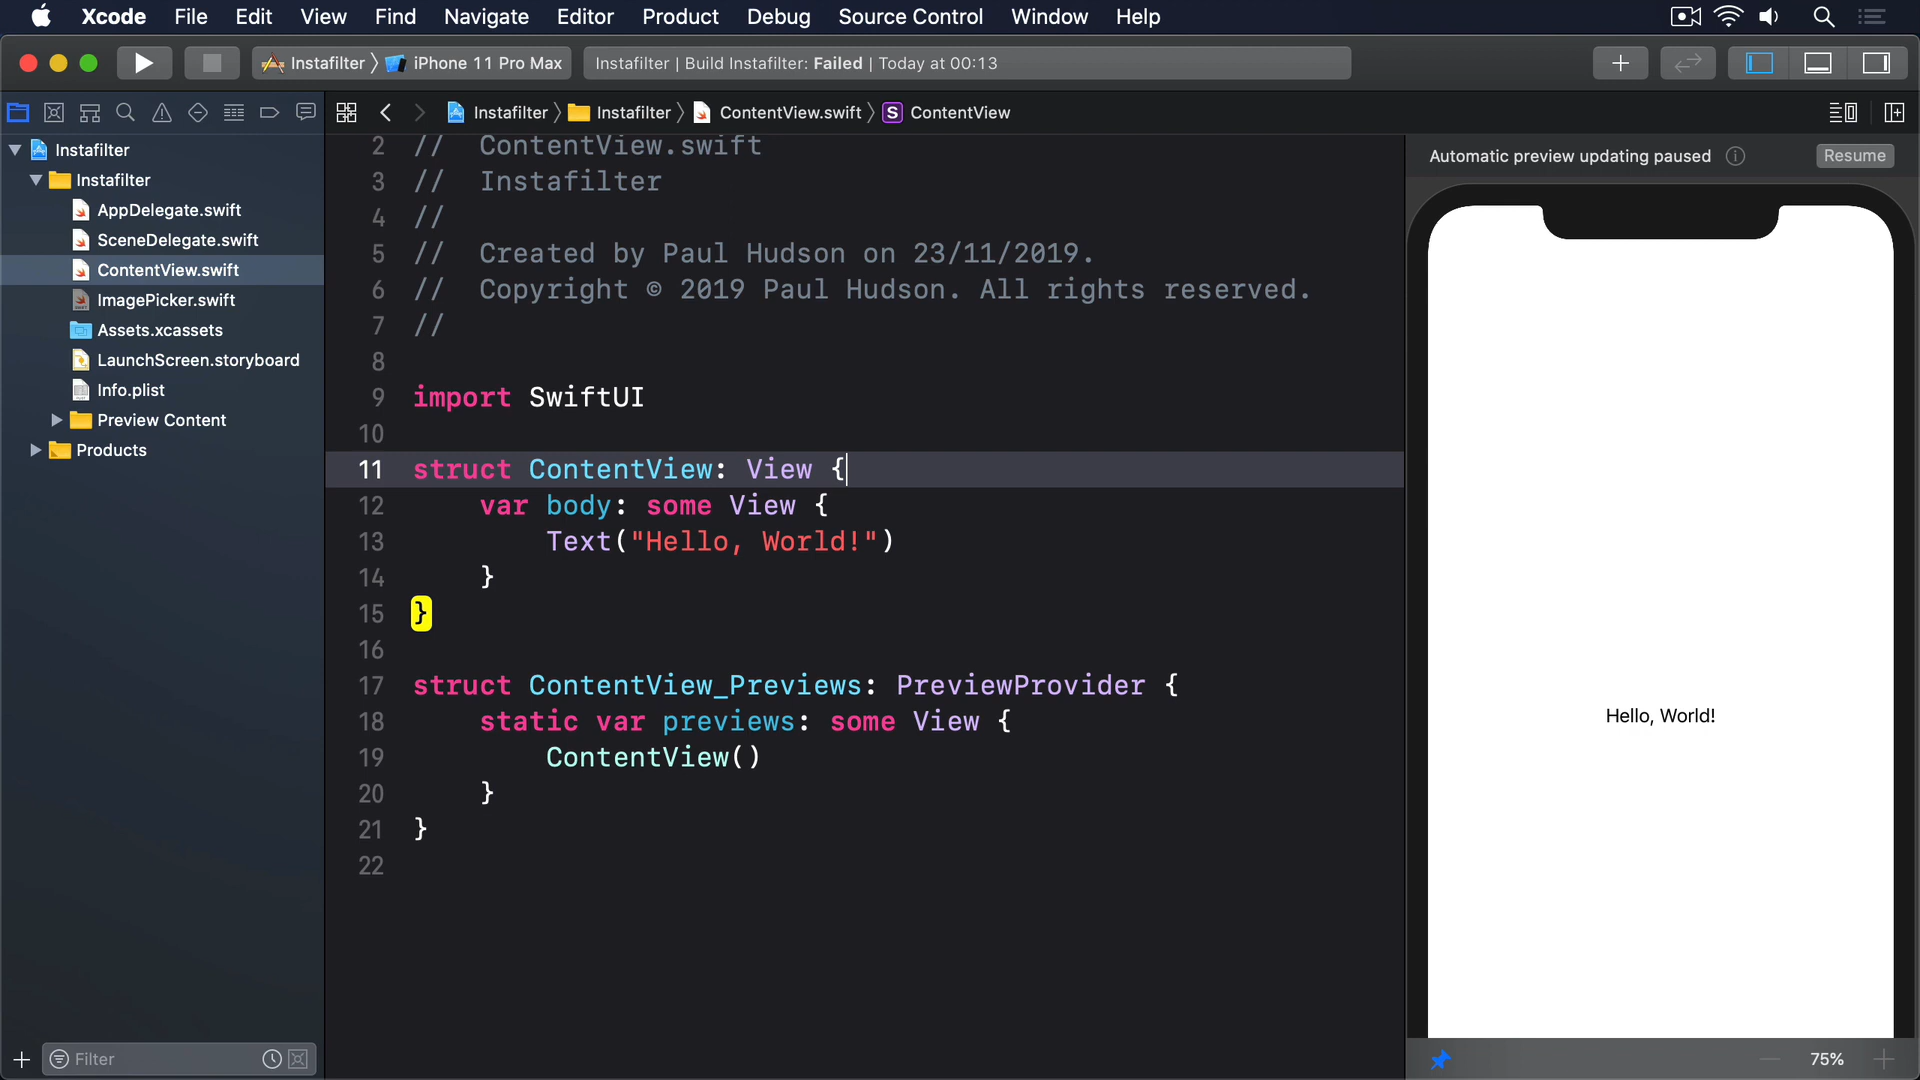 Xcode File Edit View Find Navigate Editor Product Debug Source Control Window Help
Instafilter iPhone 11 Pro Max
Instafilter | Build Instafilter: Failed | Today at 00:13
Instafilter
Instafilter
AppDelegate.swift
SceneDelegate.swift
ContentView.swift
ImagePicker.swift
Assets.xcassets
LaunchScreen.storyboard
Info.plist
Preview Content
Products
Filter
Instafilter Instafilter ContentView.swift S ContentView
2 // ContentView.swift
3 // Instafilter
4 //
5 // Created by Paul Hudson on 23/11/2019.
6 // Copyright © 2019 Paul Hudson. All rights reserved.
7 //
8
9 import SwiftUI
10
11 struct ContentView: View {
12 var body: some View {
13 Text("Hello, World!")
14 }
15 }
16
17 struct ContentView_Previews: PreviewProvider {
18 static var previews: some View {
19 ContentView()
20 }
21 }
22
Automatic preview updating paused Resume
Hello, World!
75%